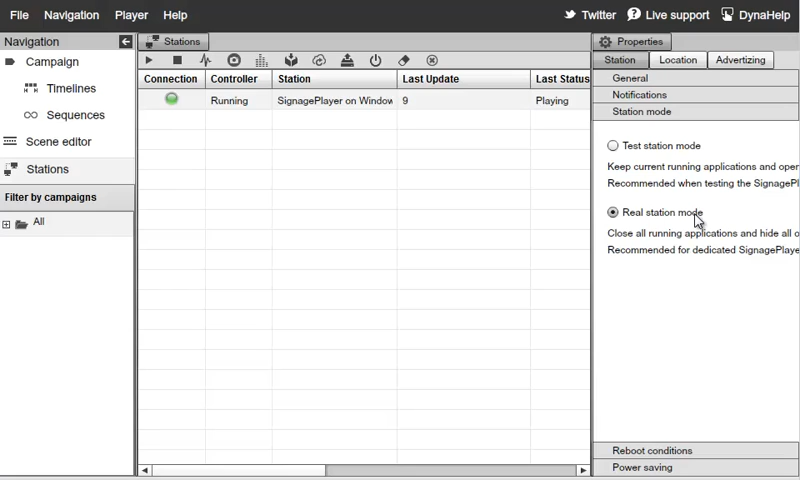 File Navigation Player Help Twitter Live support DynaHelp
Navigation
Campaign
Timelines
Sequences
Scene editor
Stations
Filter by campaigns
All
Stations
Connection Controller Station Last Update Last Status
Running SignagePlayer on Window 9 Playing
Properties
Station Location Advertizing
General
Notifications
Station mode
Test station mode
Keep current running applications and oper
Recommended when testing the SignagePl
Real station mode
Close all running applications and hide all o
Recommended for dedicated SignagePlaye
Reboot conditions
Power saving